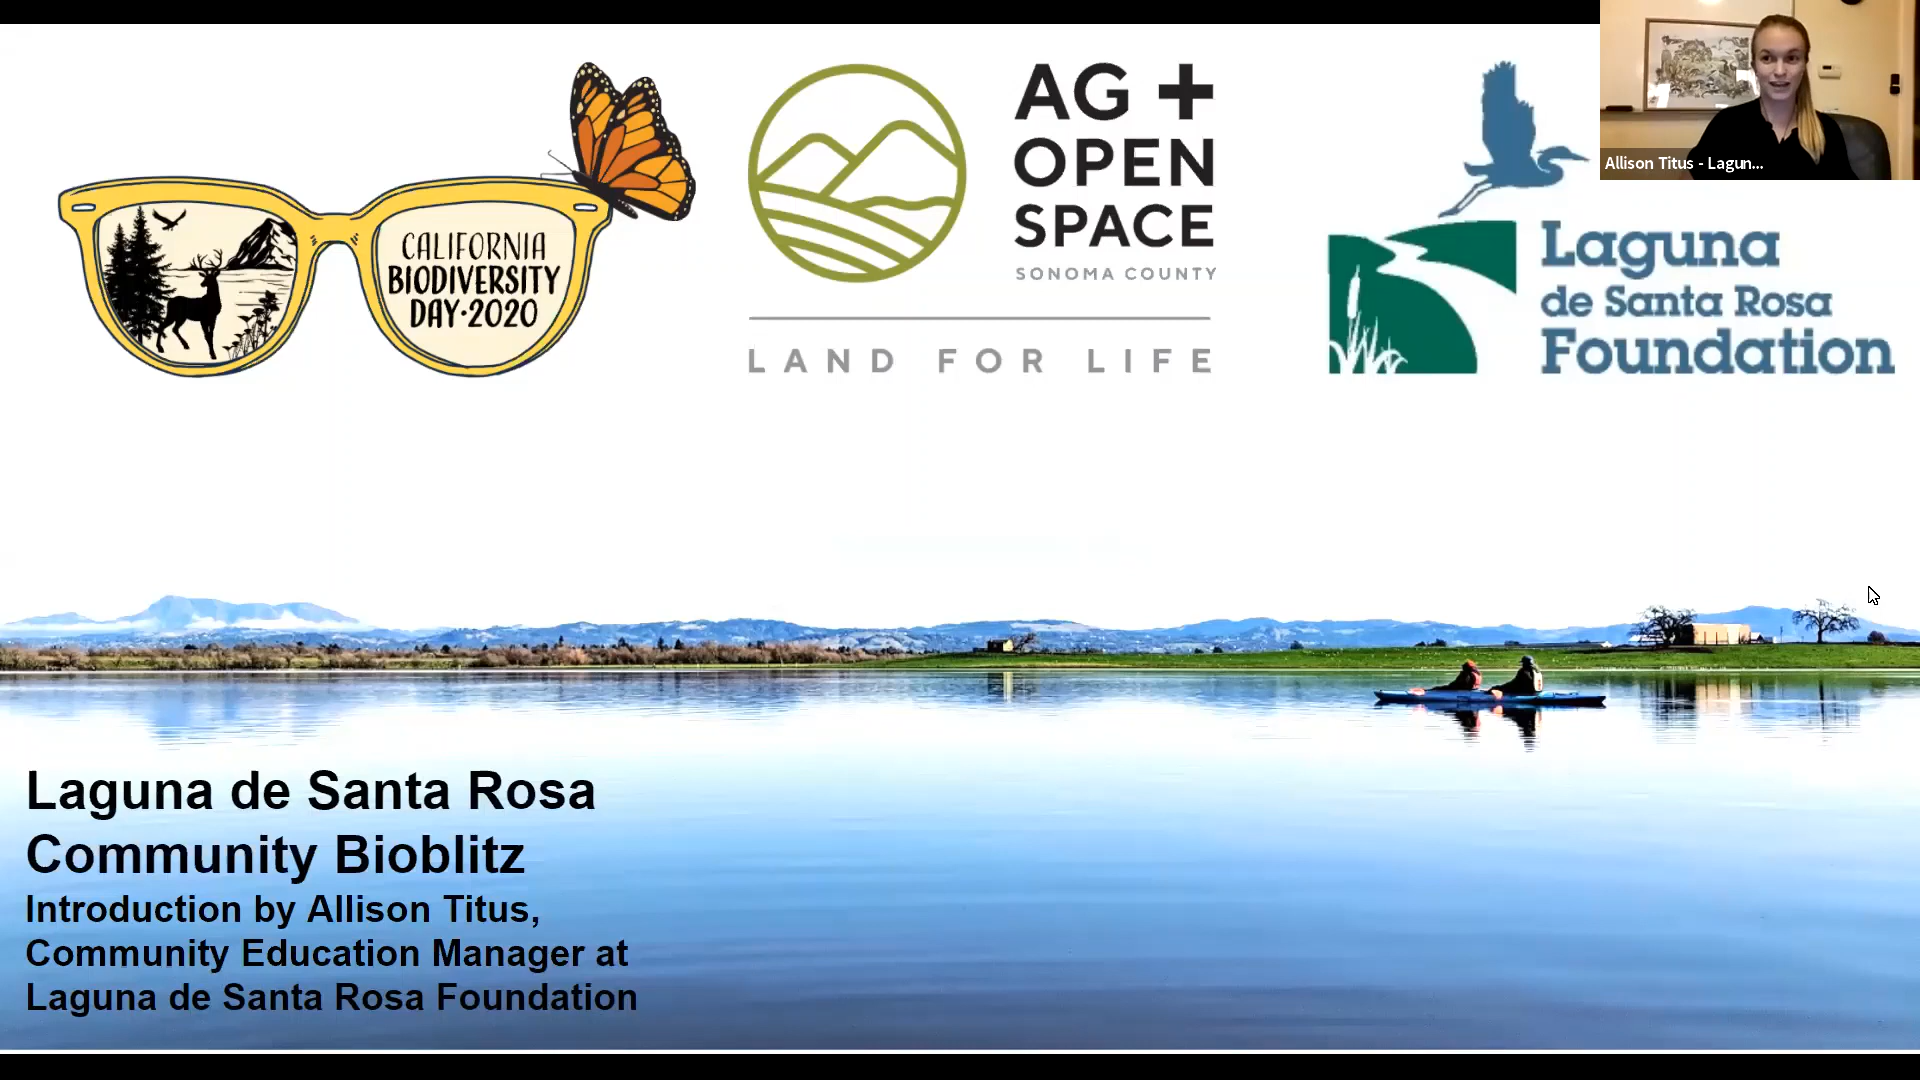 CALIFORNIA
BIODIVERSITY
DAY·2020
AG +
OPEN
SPACE
SONOMA COUNTY
LAND FOR LIFE
Laguna
de Santa Rosa
Foundation
Allison Titus - Lagun...
Laguna de Santa Rosa
Community Bioblitz
Introduction by Allison Titus,
Community Education Manager at
Laguna de Santa Rosa Foundation